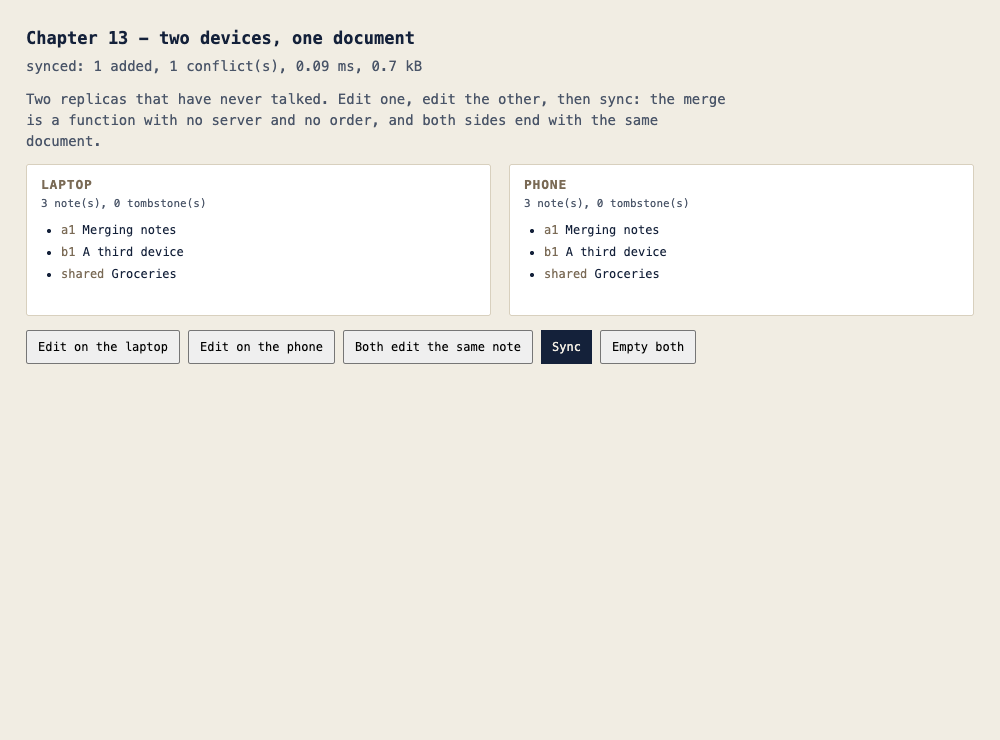 Chapter 13 — two devices, one document
synced: 1 added, 1 conflict(s), 0.09 ms, 0.7 kB
Two replicas that have never talked. Edit one, edit the other, then sync: the merge
is a function with no server and no order, and both sides end with the same
document.
LAPTOP
3 note(s), 0 tombstone(s)
• a1 Merging notes
• b1 A third device
• shared Groceries
PHONE
3 note(s), 0 tombstone(s)
• a1 Merging notes
• b1 A third device
• shared Groceries
Edit on the laptop Edit on the phone Both edit the same note Sync Empty both